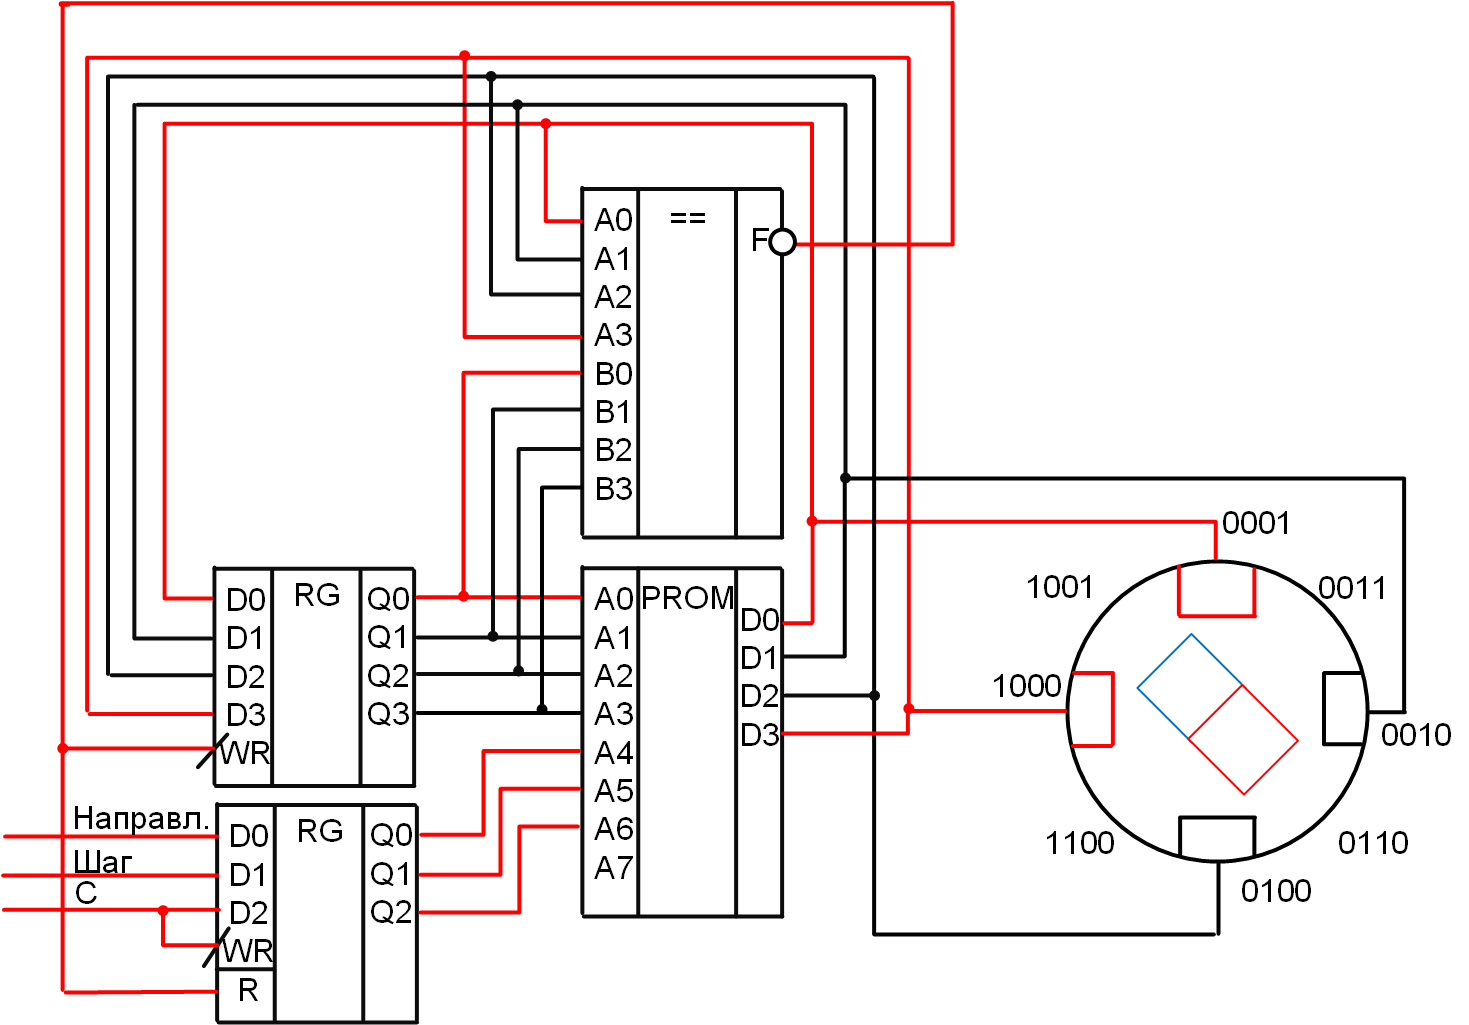 A0
A1
A2
A3
B0
B1
B2
B3
==
F
D0
D1
D2
D3
WR
RG
Q0
Q1
Q2
Q3
A0
A1
A2
A3
A4
A5
A6
A7
PROM
D0
D1
D2
D3
Направл.
Шаг
C
D0
D1
D2
WR
R
RG
Q0
Q1
Q2
0001
1001
0011
1000
0010
1100
0110
0100